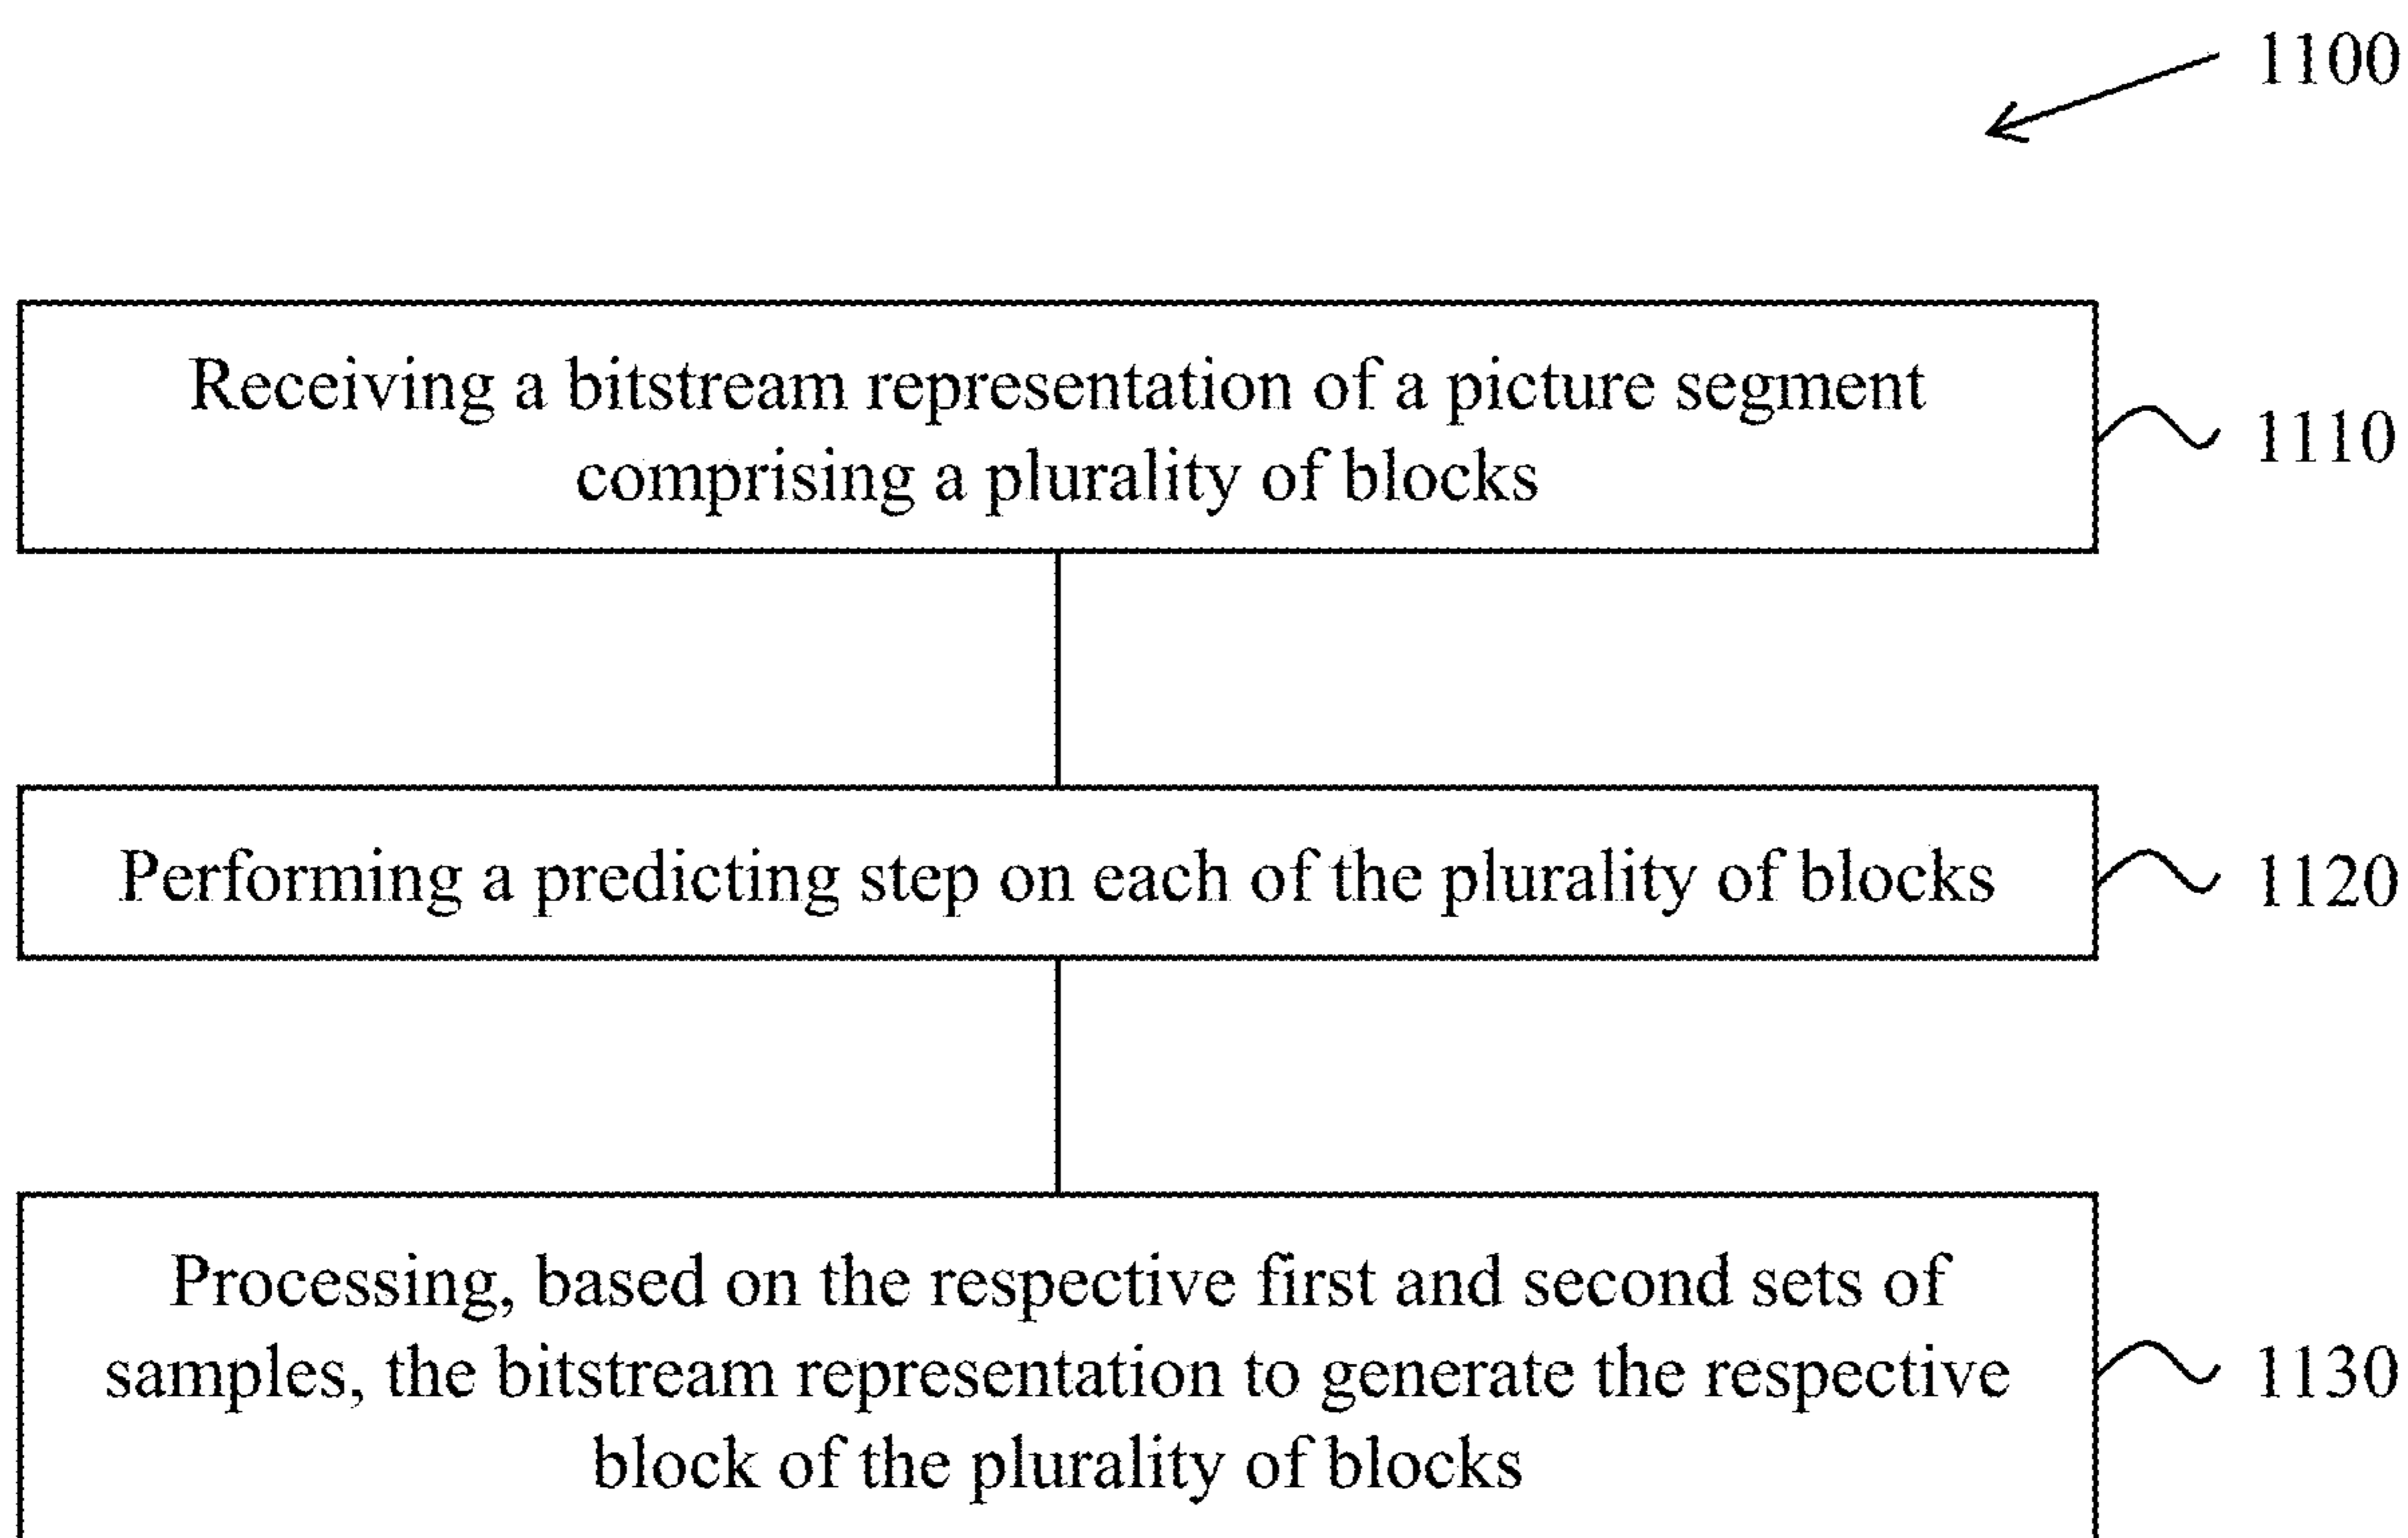 1100
Receiving a bitstream representation of a picture segment
comprising a plurality of blocks
1110
Performing a predicting step on each of the plurality of blocks
1120
Processing, based on the respective first and second sets of
samples, the bitstream representation to generate the respective
block of the plurality of blocks
1130